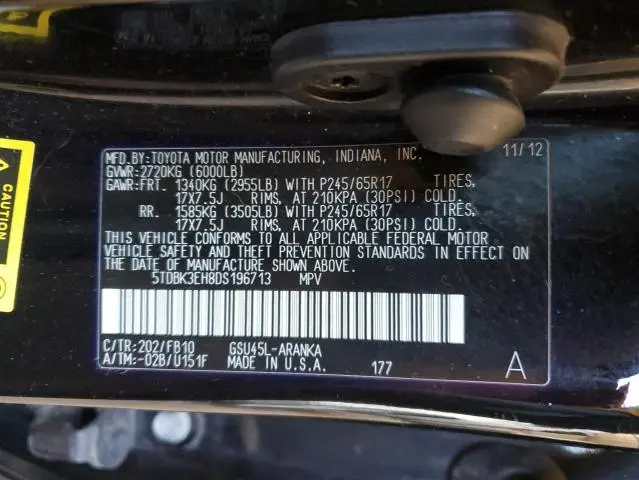 MFD.BY:TOYOTA MOTOR MANUFACTURING, INDIANA, INC. 11/12
GVWR:2720KG (6000LB)
GAWR:FRT. 1340KG (2955LB) WITH P245/65R17 TIRES,
17X7.5J RIMS, AT 210KPA (30PSI) COLD.
RR. 1585KG (3505LB) WITH P245/65R17 TIRES,
17X7.5J RIMS, AT 210KPA (30PSI) COLD.
THIS VEHICLE CONFORMS TO ALL APPLICABLE FEDERAL MOTOR
VEHICLE SAFETY AND THEFT PREVENTION STANDARDS IN EFFECT ON
THE DATE OF MANUFACTURE SHOWN ABOVE.
5TDBK3EH8DS196713 MPV
C/TR:202/FB10 GSU45L-ARANKA
A/TM:-02B/U151F MADE IN U.S.A. 177 A
CAUTION